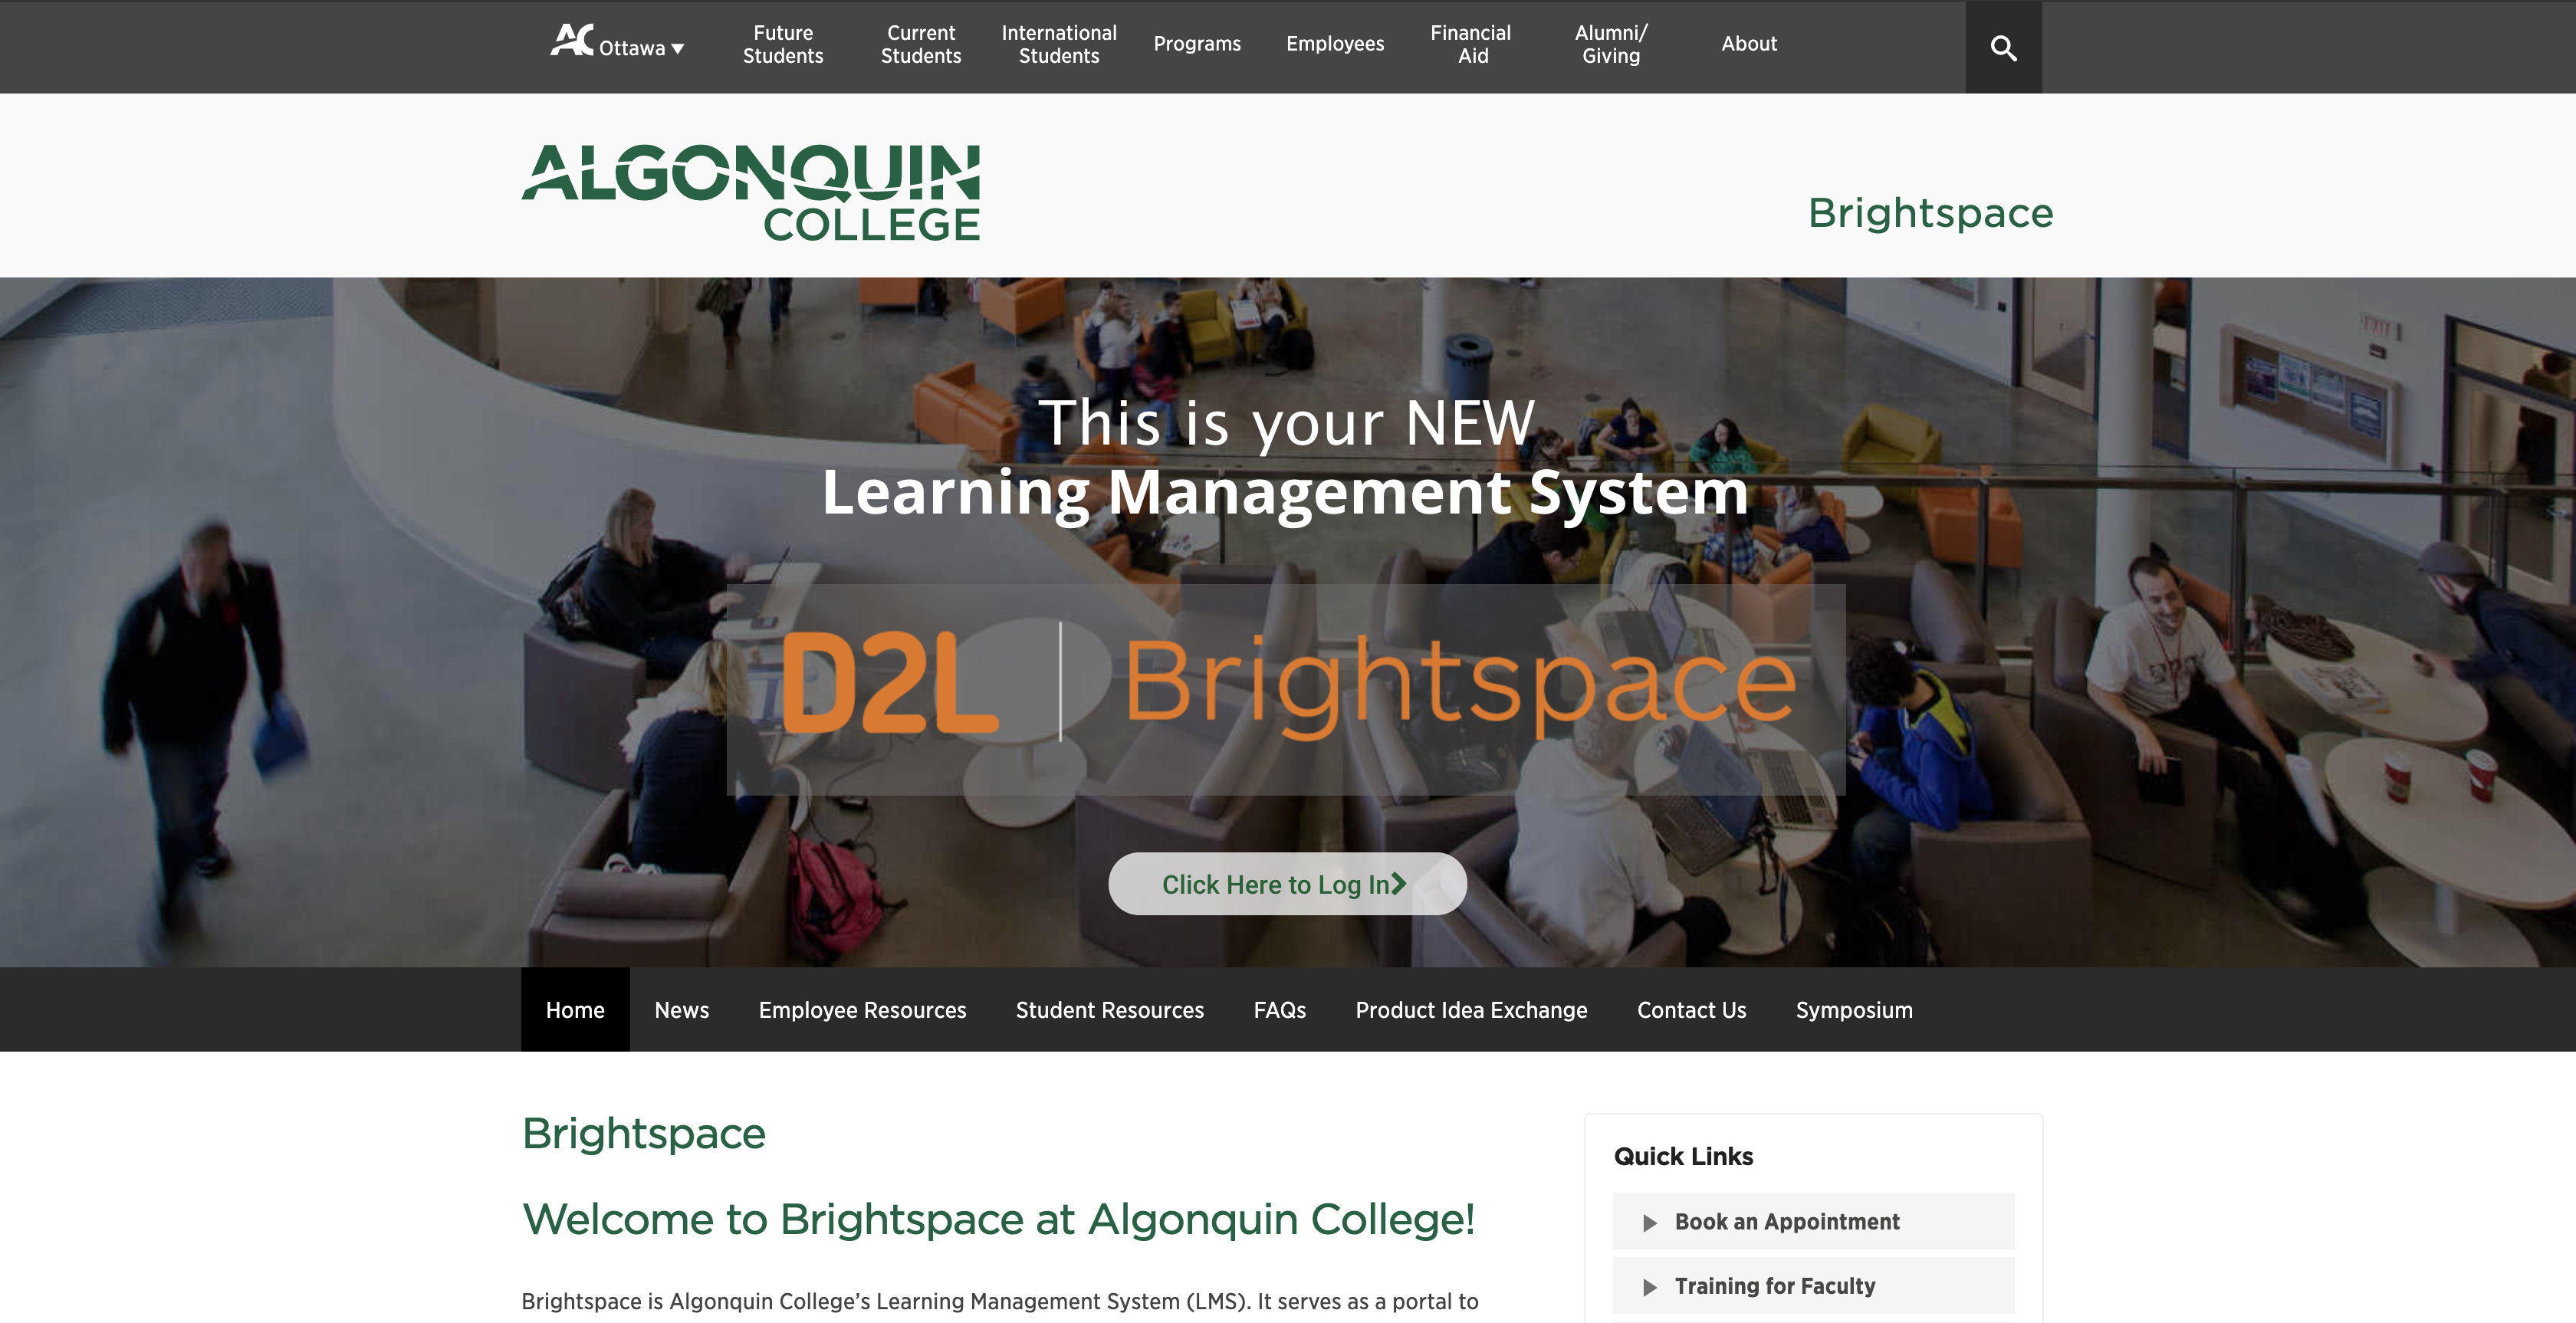 AC Ottawa
Future
Students
Current
Students
International
Students
Programs
Employees
Financial
Aid
Alumni/
Giving
About
ALGONQUIN
COLLEGE
Brightspace
This is your NEW
Learning Management System
D2L | Brightspace
Click Here to Log In
EXIT
Home
News
Employee Resources
Student Resources
FAQs
Product Idea Exchange
Contact Us
Symposium
Brightspace
Quick Links
Welcome to Brightspace at Algonquin College!
Book an Appointment
Training for Faculty
Brightspace is Algonquin College’s Learning Management System (LMS). It serves as a portal to